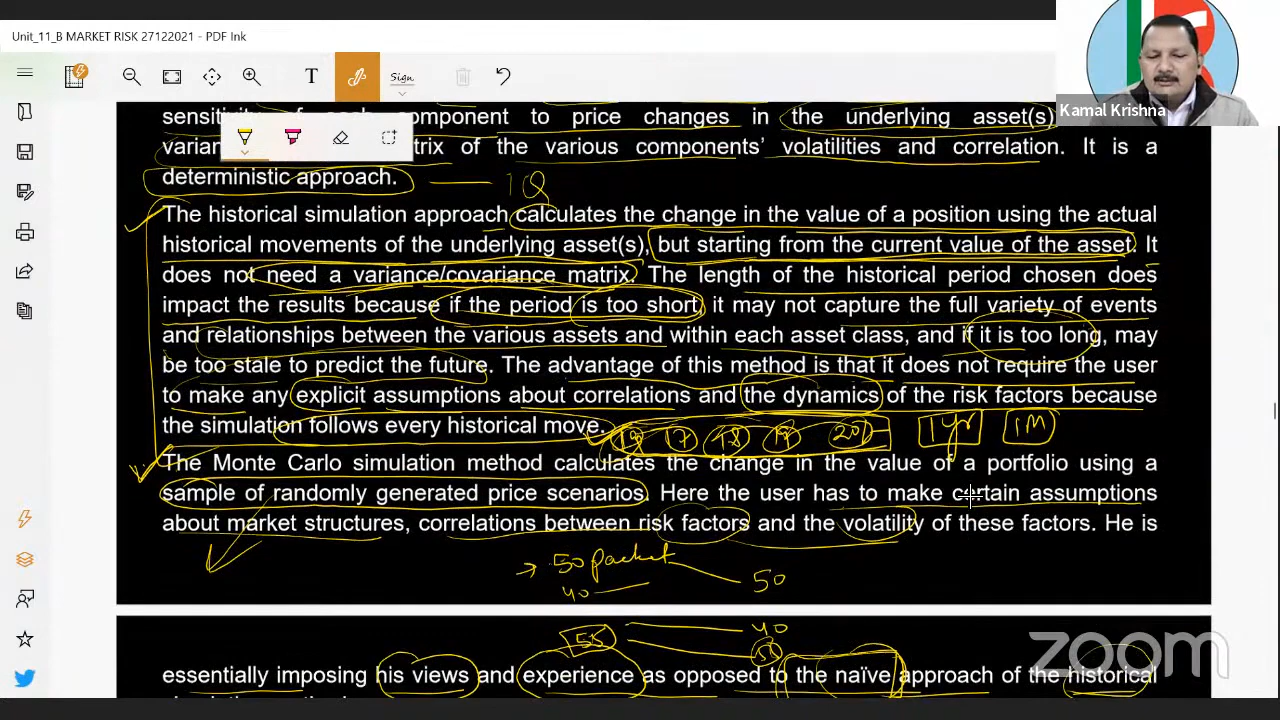 Unit_11_B MARKET RISK 27122021 - PDF Ink
T
Sign
Kamal Krishna
sensitivity of each component to price changes in the underlying asset(s)
matrix of the various components' volatilities and correlation. It is a
deterministic approach.
The historical simulation approach calculates the change in the value of a position using the actual
historical movements of the underlying asset(s), but starting from the current value of the asset. It
does not need a variance/covariance matrix. The length of the historical period chosen does
impact the results because if the period is too short, it may not capture the full variety of events
and relationships between the various assets and within each asset class, and if it is too long, may
be too stale to predict the future. The advantage of this method is that it does not require the user
to make any explicit assumptions about correlations and the dynamics of the risk factors because
the simulation follows every historical move.
16 17 18 19 20 1yr 1M
The Monte Carlo simulation method calculates the change in the value of a portfolio using a
sample of randomly generated price scenarios. Here the user has to make certain assumptions
about market structures, correlations between risk factors and the volatility of these factors. He is
50 packet 50
40
55 40
zoom
essentially imposing his views and experience as opposed to the naïve approach of the historical